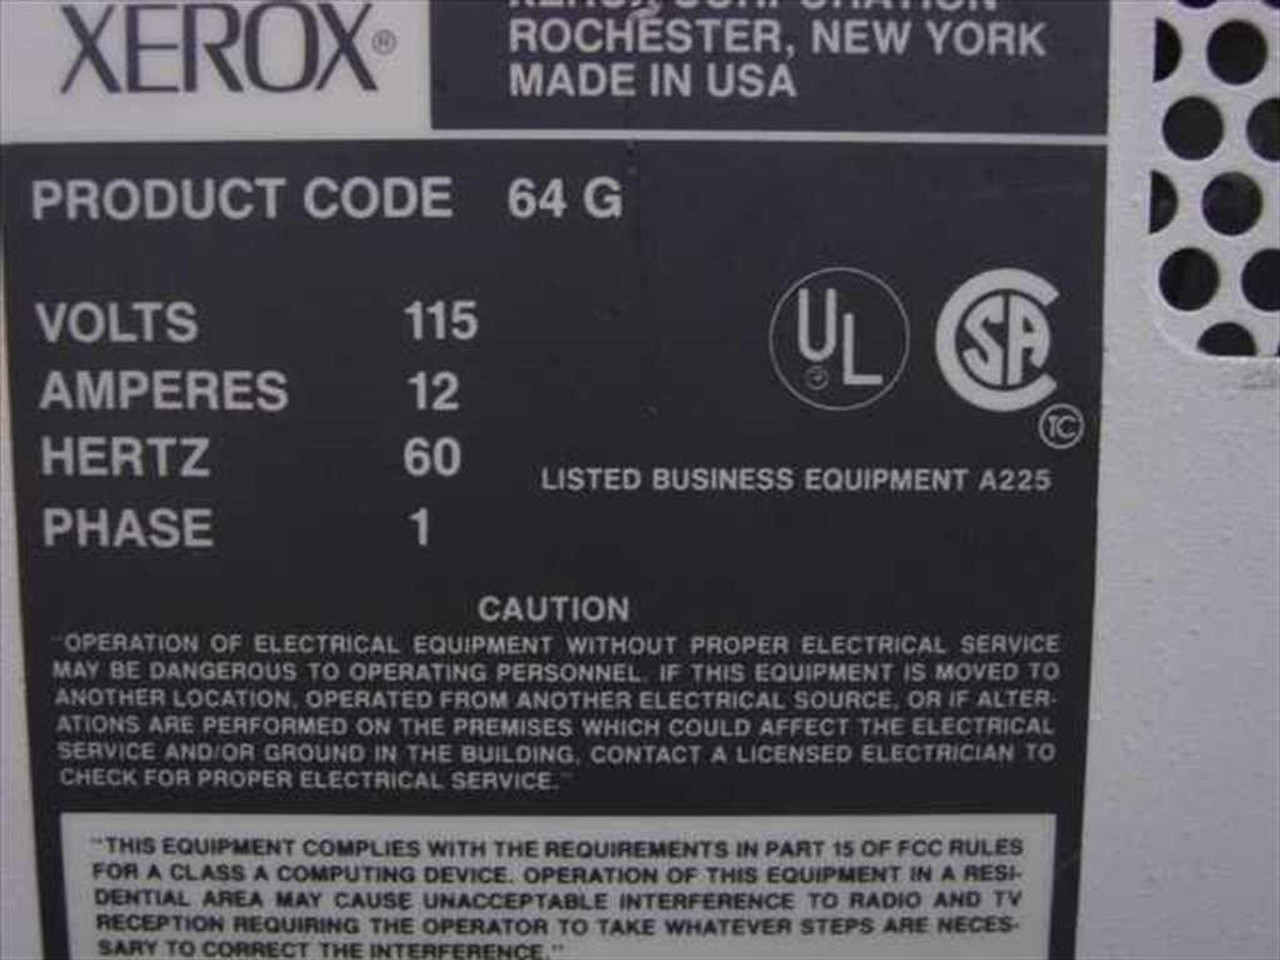 XEROX®
XEROX CORPORATION
ROCHESTER, NEW YORK
MADE IN USA
PRODUCT CODE 64 G
VOLTS 115
AMPERES 12
HERTZ 60
PHASE 1
UL
CSA
TC
LISTED BUSINESS EQUIPMENT A225
CAUTION
"OPERATION OF ELECTRICAL EQUIPMENT WITHOUT PROPER ELECTRICAL SERVICE
MAY BE DANGEROUS TO OPERATING PERSONNEL. IF THIS EQUIPMENT IS MOVED TO
ANOTHER LOCATION, OPERATED FROM ANOTHER ELECTRICAL SOURCE, OR IF ALTER-
ATIONS ARE PERFORMED ON THE PREMISES WHICH COULD AFFECT THE ELECTRICAL
SERVICE AND/OR GROUND IN THE BUILDING, CONTACT A LICENSED ELECTRICIAN TO
CHECK FOR PROPER ELECTRICAL SERVICE."
"THIS EQUIPMENT COMPLIES WITH THE REQUIREMENTS IN PART 15 OF FCC RULES
FOR A CLASS A COMPUTING DEVICE. OPERATION OF THIS EQUIPMENT IN A RESI-
DENTIAL AREA MAY CAUSE UNACCEPTABLE INTERFERENCE TO RADIO AND TV
RECEPTION REQUIRING THE OPERATOR TO TAKE WHATEVER STEPS ARE NECES-
SARY TO CORRECT THE INTERFERENCE."